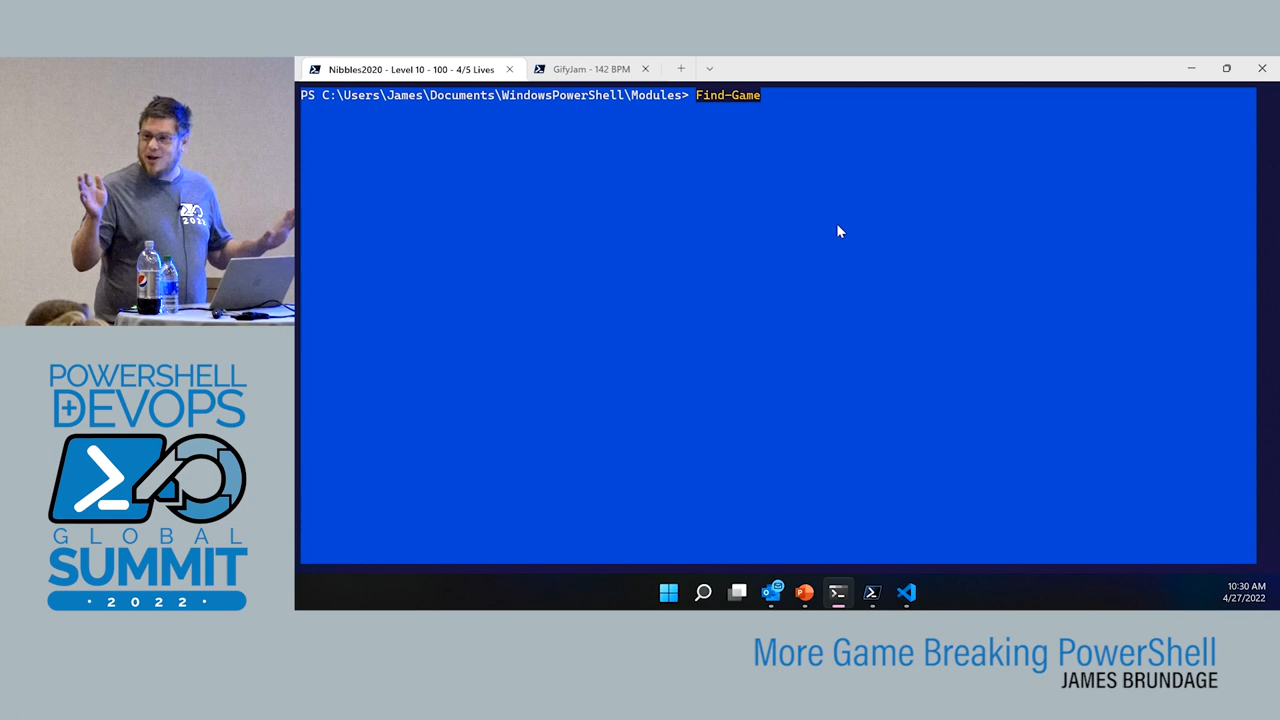 Nibbles2020 - Level 10 - 100 - 4/5 Lives
GifyJam - 142 BPM
PS C:\Users\James\Documents\WindowsPowerShell\Modules> Find-Game
2022
POWERSHELL
+DEVOPS
GLOBAL
SUMMIT
· 2022 ·
10:30 AM
4/27/2022
More Game Breaking PowerShell
JAMES BRUNDAGE